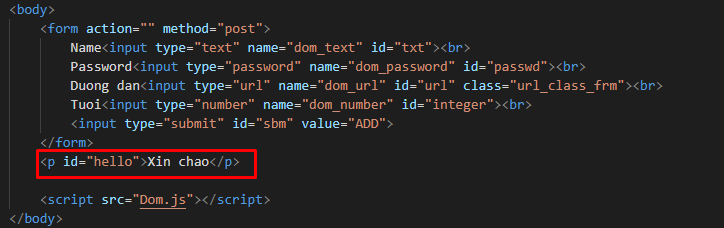 <body>
<form action="" method="post">
Name<input type="text" name="dom_text" id="txt"><br>
Password<input type="password" name="dom_password" id="passwd"><br>
Duong dan<input type="url" name="dom_url" id="url" class="url_class_frm"><br>
Tuoi<input type="number" name="dom_number" id="integer"><br>
<input type="submit" id="sbm" value="ADD">
</form>
<p id="hello">Xin chao</p>
<script src="Dom.js"></script>
</body>